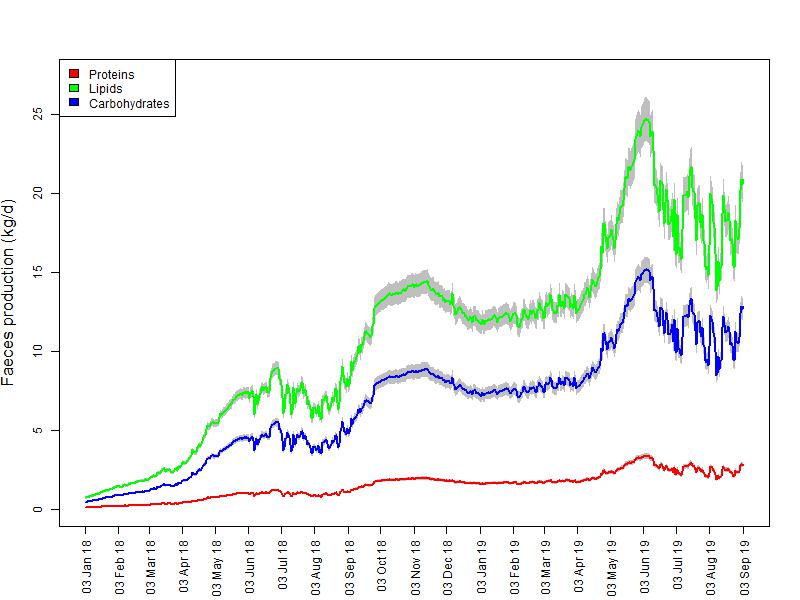 Proteins
Lipids
Carbohydrates
Faeces production (kg/d)
25
20
15
10
5
0
03 Jan 18
03 Feb 18
03 Mar 18
03 Apr 18
03 May 18
03 Jun 18
03 Jul 18
03 Aug 18
03 Sep 18
03 Oct 18
03 Nov 18
03 Dec 18
03 Jan 19
03 Feb 19
03 Mar 19
03 Apr 19
03 May 19
03 Jun 19
03 Jul 19
03 Aug 19
03 Sep 19